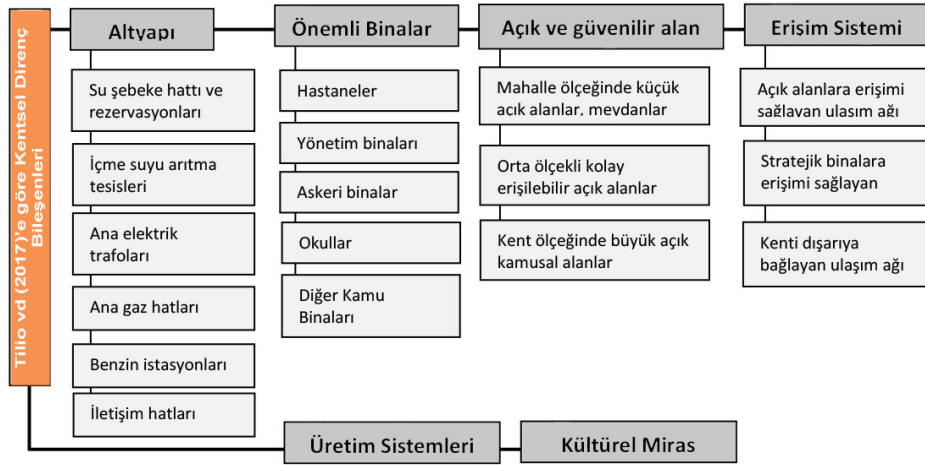 Tilio vd (2017)'e göre Kentsel Direnç
Bileşenleri
Altyapı
Su şebeke hattı ve
rezervasyonları
İçme suyu arıtma
tesisleri
Ana elektrik
trafoları
Ana gaz hatları
Benzin istasyonları
İletişim hatları
Önemli Binalar
Hastaneler
Yönetim binaları
Askeri binalar
Okullar
Diğer Kamu
Binaları
Açık ve güvenilir alan
Mahalle ölçeğinde küçük
açık alanlar, meydanlar
Orta ölçekli kolay
erişilebilir açık alanlar
Kent ölçeğinde büyük açık
kamusal alanlar
Erişim Sistemi
Açık alanlara erişimi
sağlayan ulaşım ağı
Stratejik binalara
erişimi sağlayan
Kenti dışarıya
bağlayan ulaşım ağı
Üretim Sistemleri
Kültürel Miras